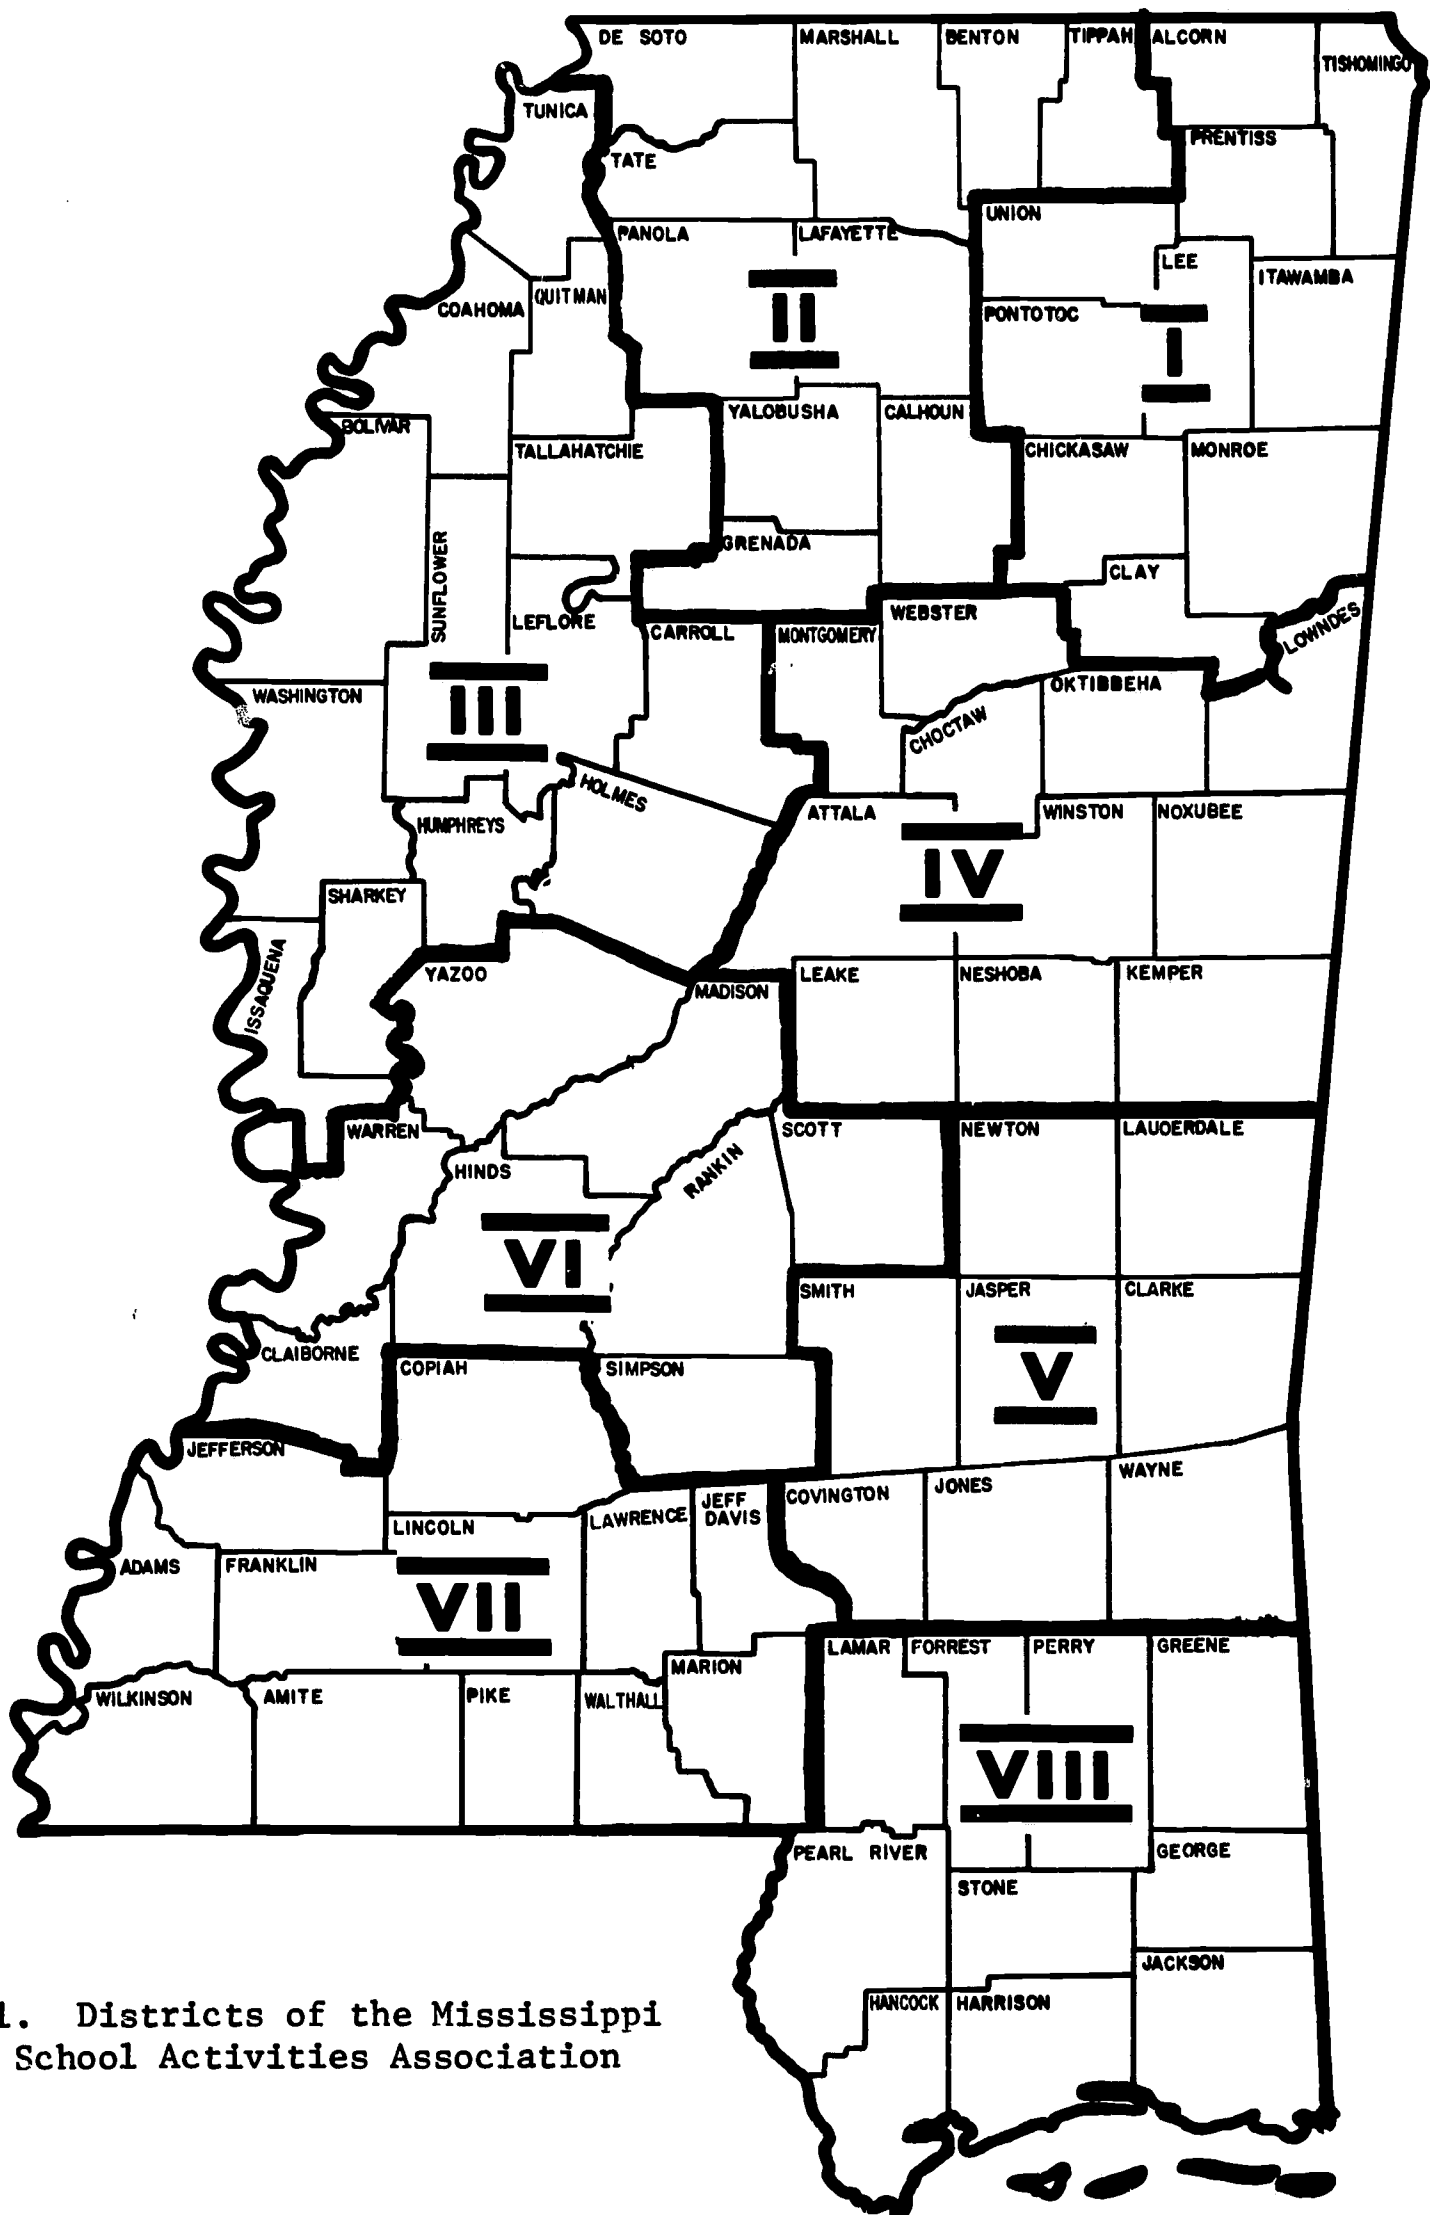 DE SOTO
MARSHALL
BENTON
TIPPAH
ALCORN
TISHOMINGO
TUNICA
PRENTISS
TATE
UNION
PANOLA
LAFAYETTE
LEE
ITAWAMBA
QUITMAN
COAHOMA
PONTOTOC
II
I
YALOBUSHA
CALHOUN
BOLIVAR
TALLAHATCHIE
CHICKASAW
MONROE
SUNFLOWER
GRENADA
CLAY
LEFLORE
WEBSTER
LOWNDES
CARROLL
MONTGOMERY
OKTIBBEHA
WASHINGTON
III
CHOCTAW
HOLMES
ATTALA
WINSTON
NOXUBEE
HUMPHREYS
IV
SHARKEY
ISSAQUENA
YAZOO
MADISON
LEAKE
NESHOBA
KEMPER
WARREN
SCOTT
NEWTON
LAUDERDALE
HINDS
RANKIN
VI
SMITH
JASPER
CLARKE
CLAIBORNE
COPIAH
SIMPSON
V
JEFFERSON
WAYNE
COVINGTON
JONES
LINCOLN
LAWRENCE
JEFF
DAVIS
ADAMS
FRANKLIN
VII
LAMAR
FORREST
PERRY
GREENE
MARION
WILKINSON
AMITE
PIKE
WALTHALL
VIII
PEARL RIVER
GEORGE
STONE
JACKSON
HANCOCK
HARRISON
1. Districts of the Mississippi
School Activities Association